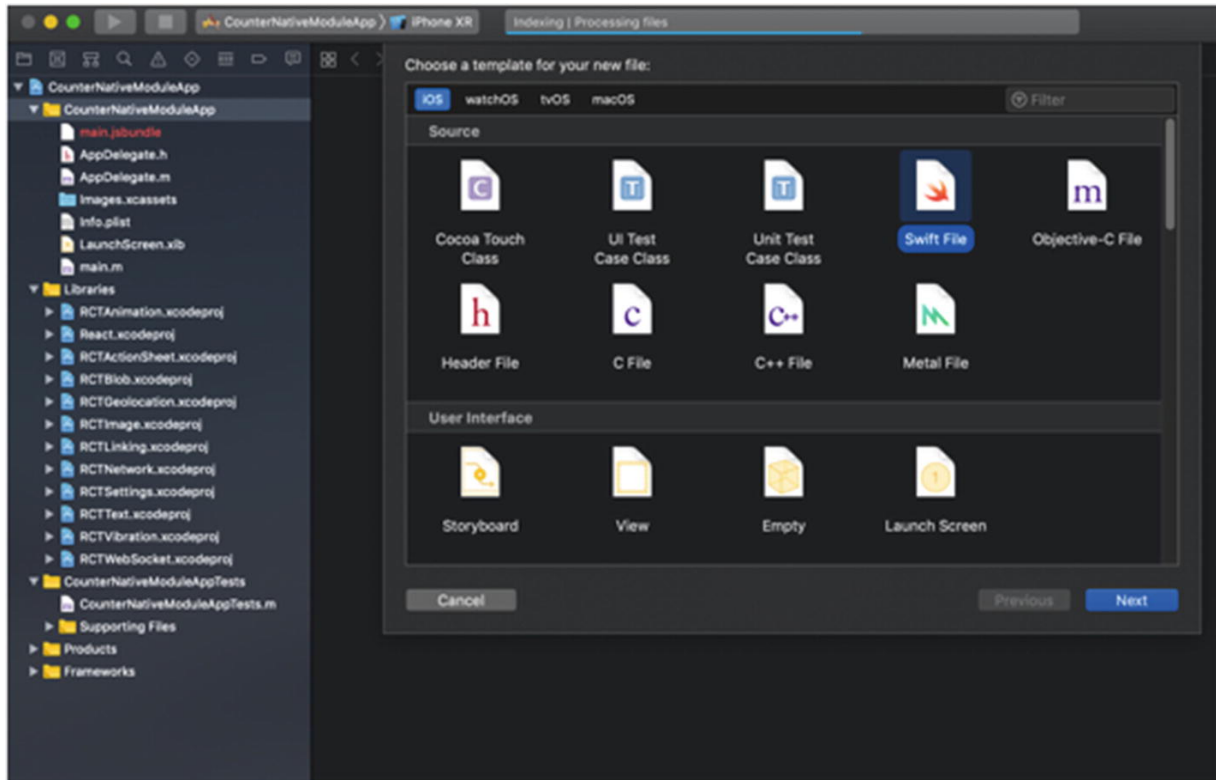 CounterNativeModuleApp
iPhone XR
Indexing | Processing files
CounterNativeModuleApp
CounterNativeModuleApp
main.jsbundle
AppDelegate.h
AppDelegate.m
Images.xcassets
Info.plist
LaunchScreen.xib
main.m
Libraries
RCTAnimation.xcodeproj
React.xcodeproj
RCTActionSheet.xcodeproj
RCTBlob.xcodeproj
RCTGeolocation.xcodeproj
RCTImage.xcodeproj
RCTLinking.xcodeproj
RCTNetwork.xcodeproj
RCTSettings.xcodeproj
RCTText.xcodeproj
RCTVibration.xcodeproj
RCTWebSocket.xcodeproj
CounterNativeModuleAppTests
CounterNativeModuleAppTests.m
Supporting Files
Products
Frameworks
Choose a template for your new file:
iOS watchOS tvOS macOS
Filter
Source
C
T
T
m
Cocoa Touch
Class
UI Test
Case Class
Unit Test
Case Class
Swift File
Objective-C File
h
c
C++
Header File
C File
C++ File
Metal File
User Interface
1
Storyboard
View
Empty
Launch Screen
Cancel
Previous
Next